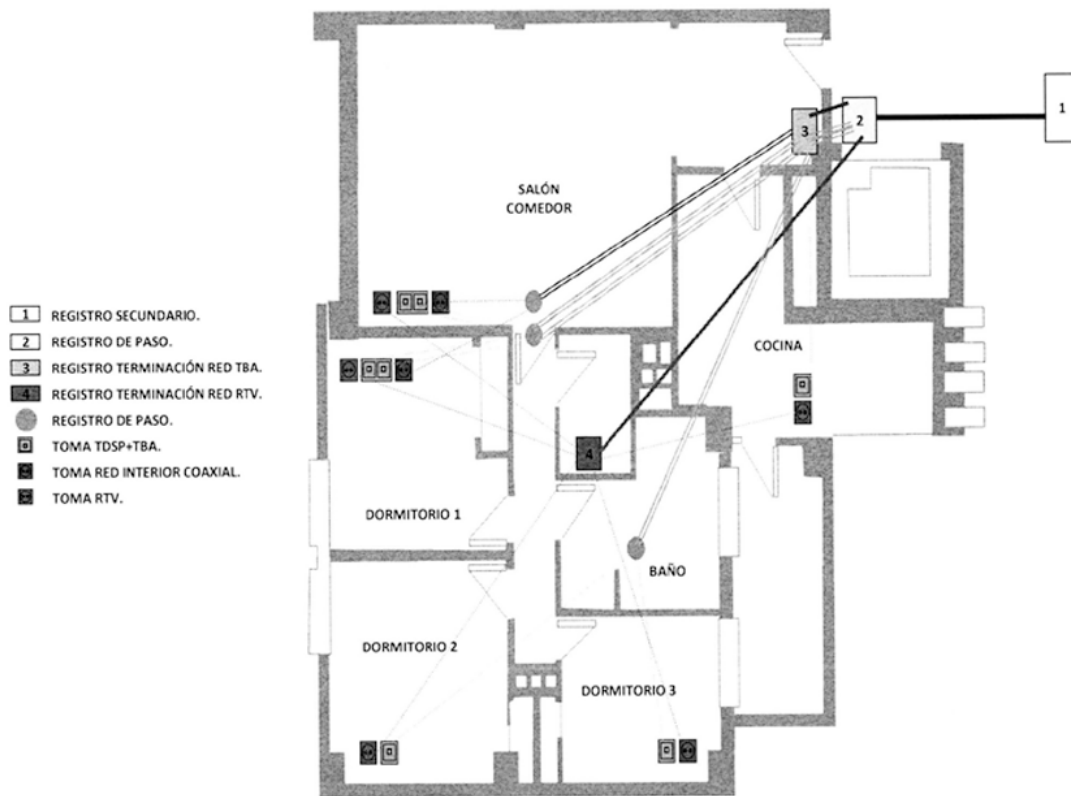 1
2
3
SALÓN
COMEDOR
1 REGISTRO SECUNDARIO.
2 REGISTRO DE PASO.
3 REGISTRO TERMINACIÓN RED TBA.
4 REGISTRO TERMINACIÓN RED RTV.
REGISTRO DE PASO.
TOMA TDSP+TBA.
TOMA RED INTERIOR COAXIAL.
TOMA RTV.
COCINA
4
DORMITORIO 1
BAÑO
DORMITORIO 2
DORMITORIO 3